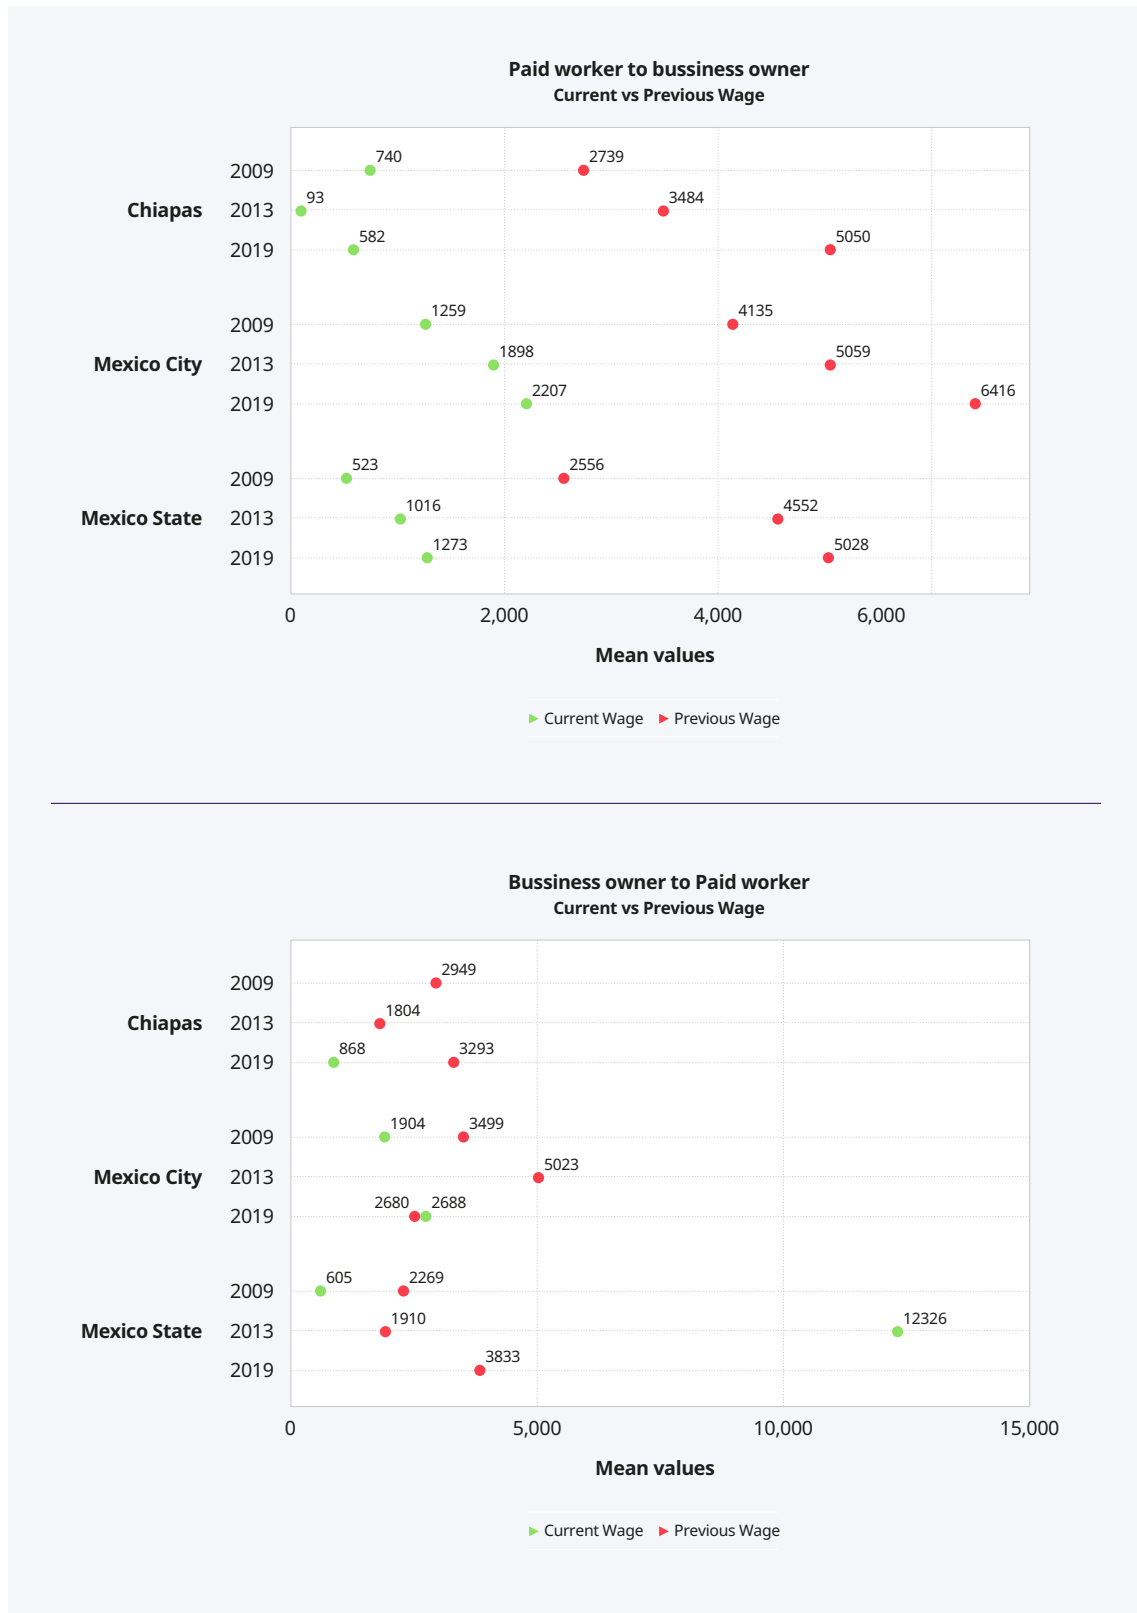 Paid worker to bussiness owner
Current vs Previous Wage
740 2739
2009
93 3484
Chiapas 2013
582 5050
2019
1259 4135
2009
1898 5059
Mexico City 2013
2207 6416
2019
523 2556
2009
1016 4552
Mexico State 2013
1273 5028
2019
0 2,000 4,000 6,000
Mean values
Current Wage Previous Wage
Bussiness owner to Paid worker
Current vs Previous Wage
2949
2009
1804
Chiapas 2013
868 3293
2019
1904 3499
2009
5023
Mexico City 2013
2680 2688
2019
605 2269
2009
1910 12326
Mexico State 2013
3833
2019
0 5,000 10,000 15,000
Mean values
Current Wage Previous Wage